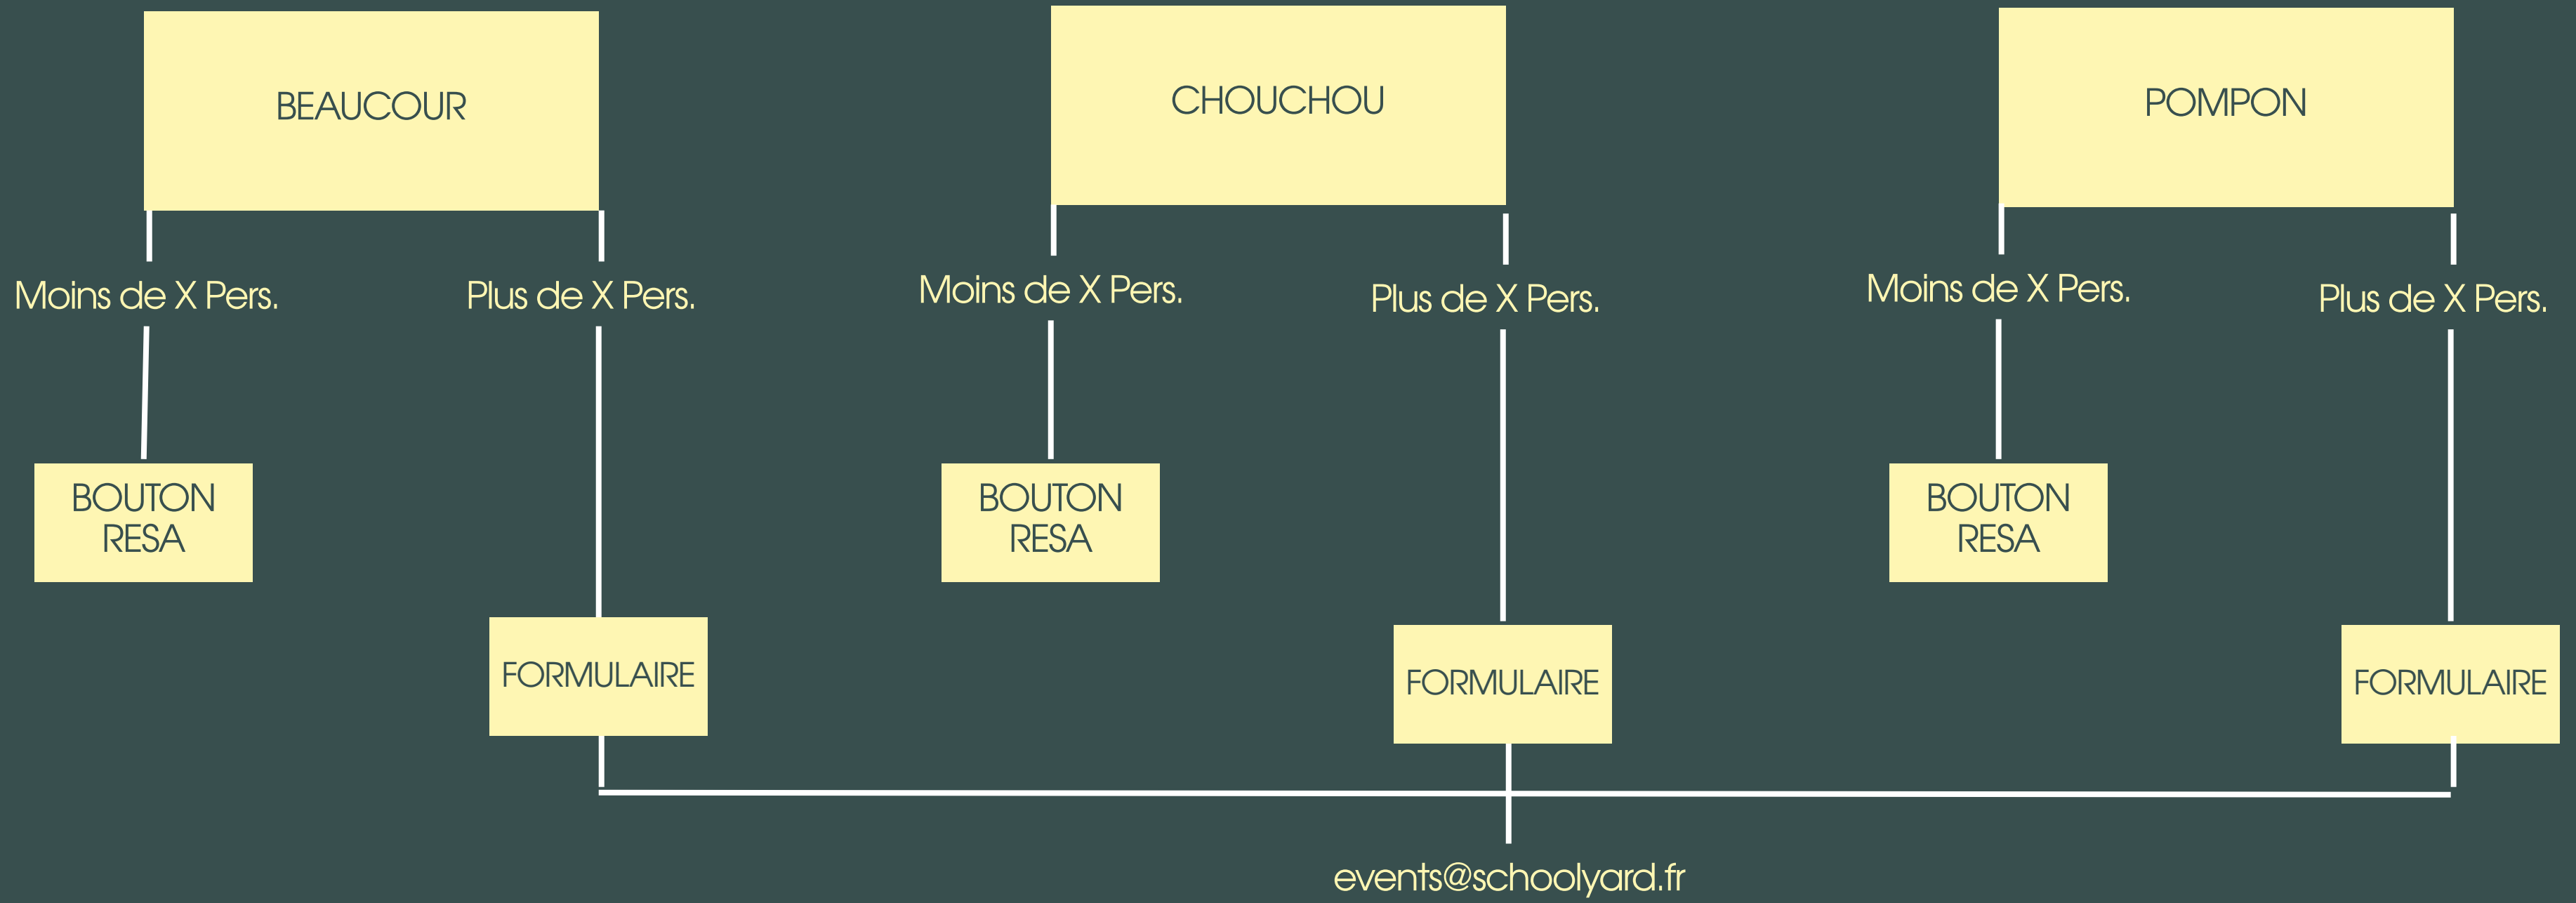 BEAUCOUR
CHOUCHOU
POMPON
Moins de X Pers.
Plus de X Pers.
Moins de X Pers.
Plus de X Pers.
Moins de X Pers.
Plus de X Pers.
BOUTON
RESA
BOUTON
RESA
BOUTON
RESA
FORMULAIRE
FORMULAIRE
FORMULAIRE
events@schoolyard.fr